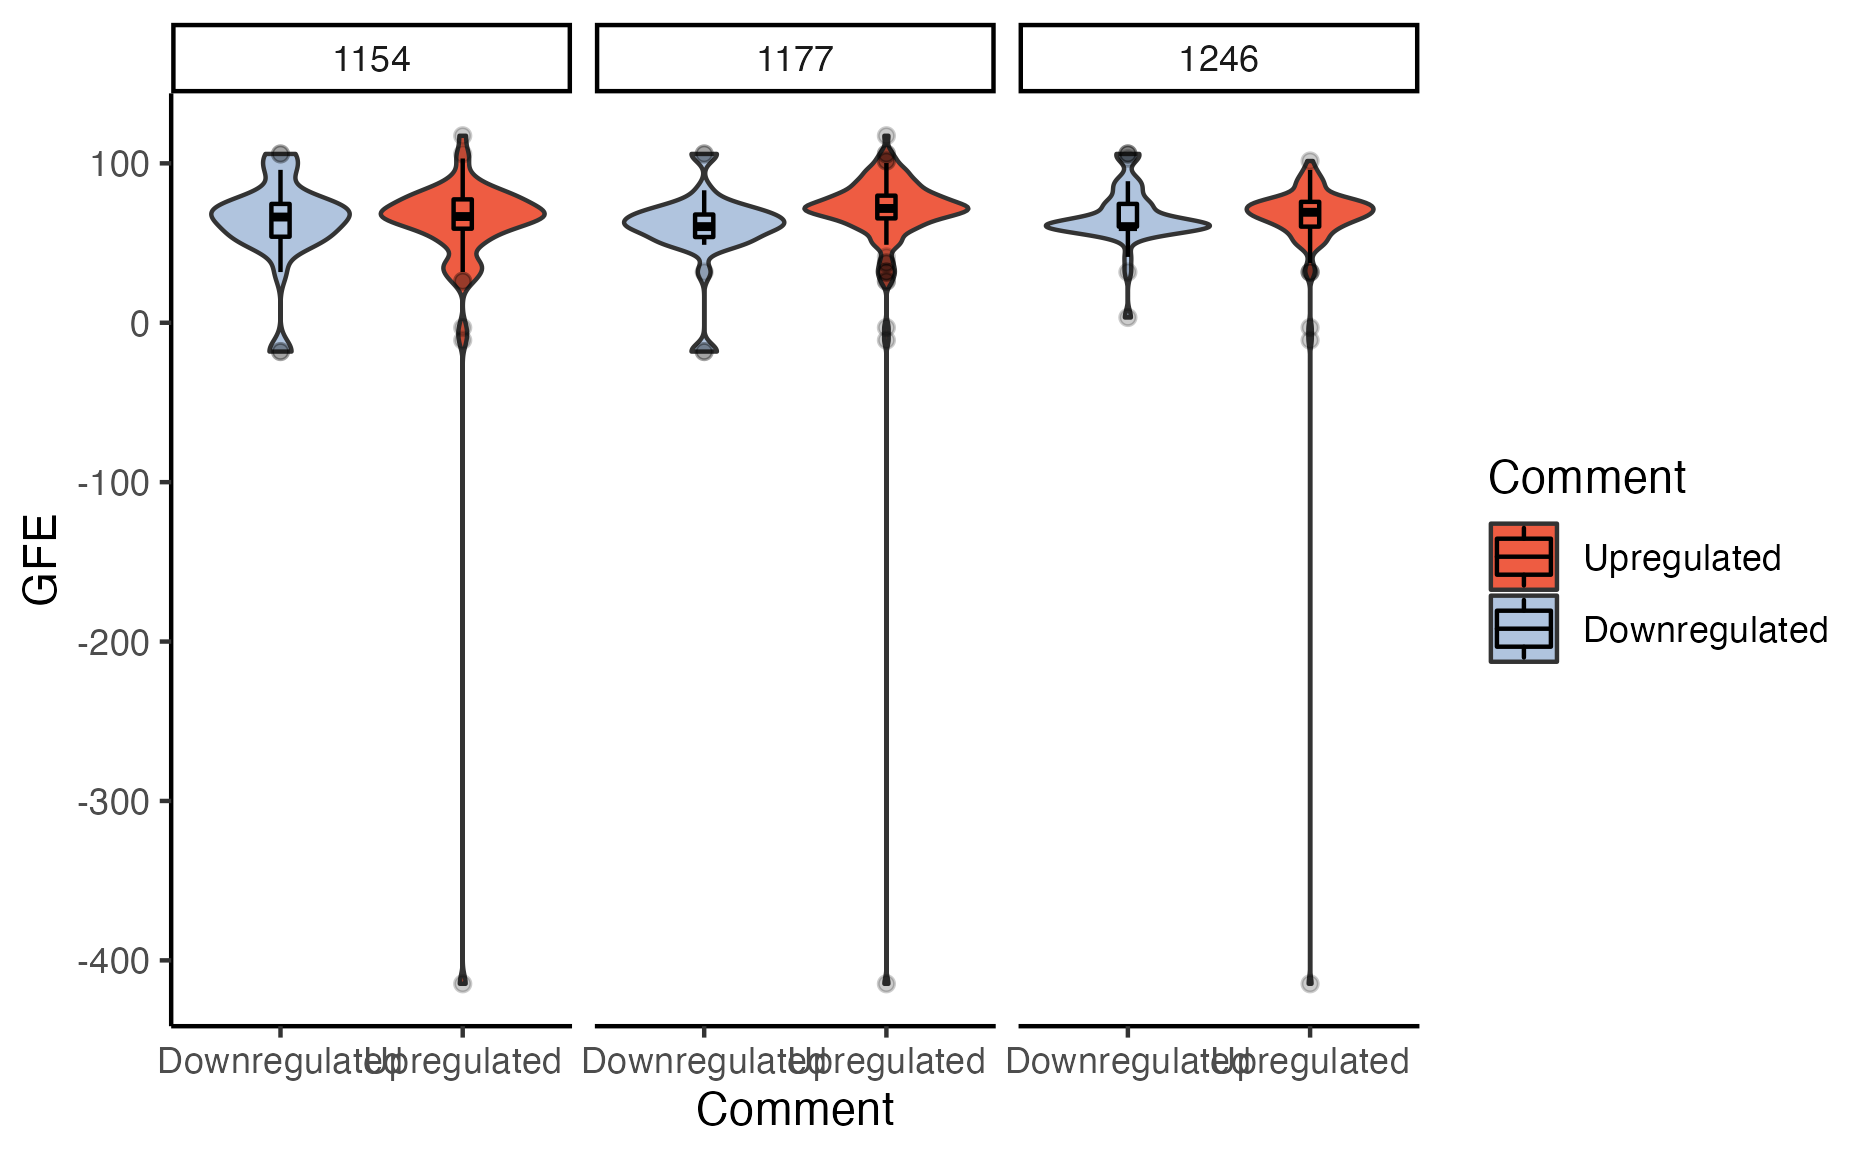 1154
1177
1246
100
0
-100
-200
-300
-400
GFE
Downregulated Upregulated
Downregulated Upregulated
Downregulated Upregulated
Comment
Comment
Upregulated
Downregulated